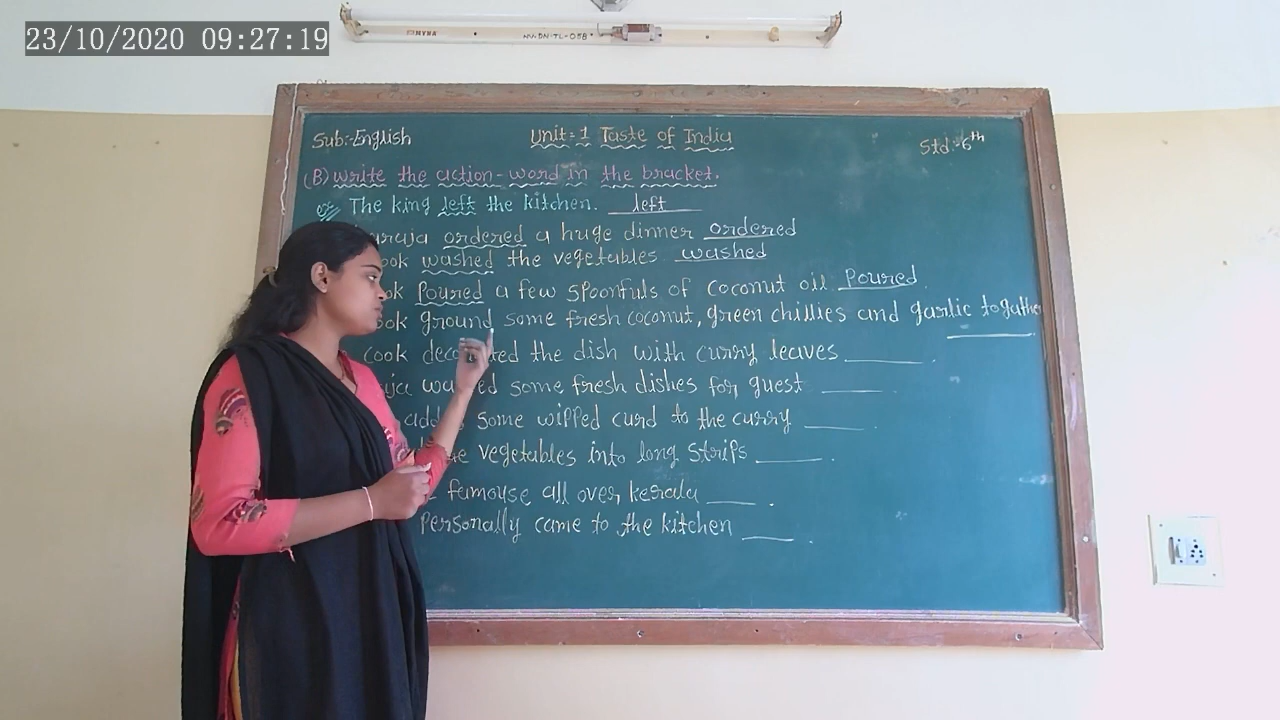 23/10/2020 09:27:19
MYNA
Sub:-English Unit:-1 Taste of India Std:-6th
(B) write the action-word in the bracket.
The king left the kitchen. left
ordered a huge dinner ordered
washed the vegetables washed
Poured a few spoonfuls of coconut oil Poured
ground some fresh coconut, green chillies and garlic togather
cook the dish with curry leaves
some fresh dishes for guest
some wipped curd to the curry
vegetables into long strips
famouse all over kerala
Personally came to the kitchen